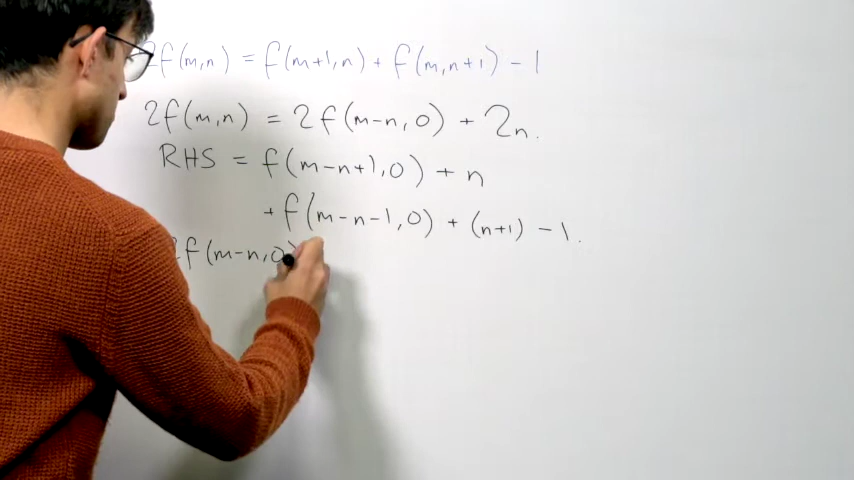 2f(m,n) = f(m+1,n) + f(m,n+1) - 1
2f(m,n) = 2f(m-n,0) + 2n.
RHS = f(m-n+1,0) + n
+ f(m-n-1,0) + (n+1) - 1.
2f(m-n,0)